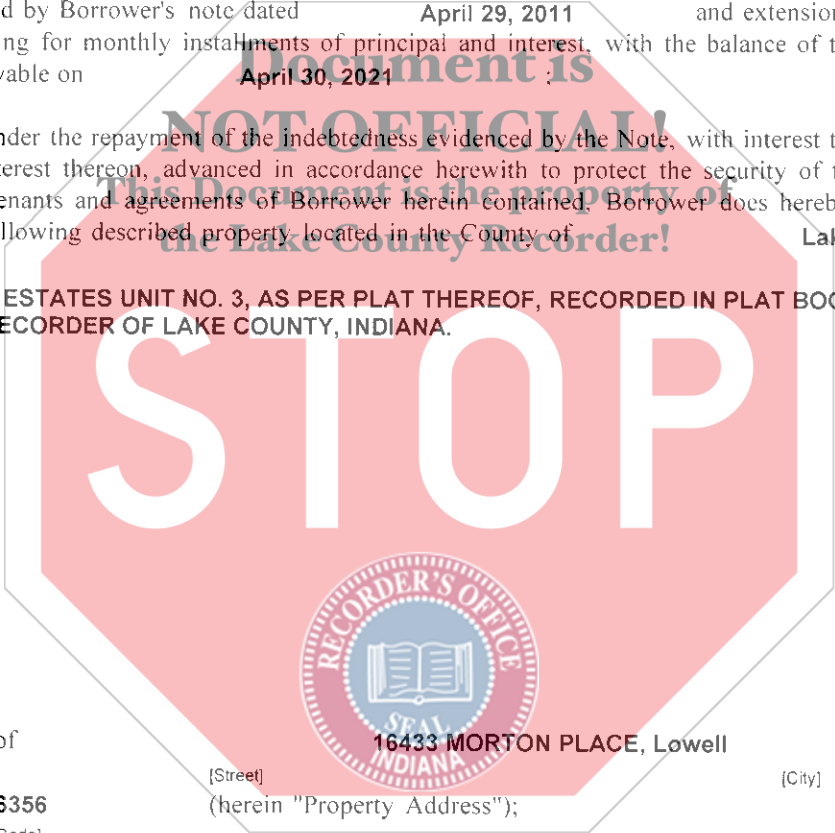 d by Borrower's note dated April 29, 2011 and extension
ng for monthly installments of principal and interest, with the balance of t
able on April 30, 2021 ;
Document is
NOT OFFICIAL!
This Document is the property of
the Lake County Recorder!
nder the repayment of the indebtedness evidenced by the Note, with interest t
terest thereon, advanced in accordance herewith to protect the security of t
enants and agreements of Borrower herein contained, Borrower does hereb
llowing described property located in the County of Lak
ESTATES UNIT NO. 3, AS PER PLAT THEREOF, RECORDED IN PLAT BOO
ECORDER OF LAKE COUNTY, INDIANA.
STOP
RECORDER'S OFFICE
SEAL
INDIANA
of 16433 MORTON PLACE, Lowell
[Street] [City]
6356 (herein "Property Address");